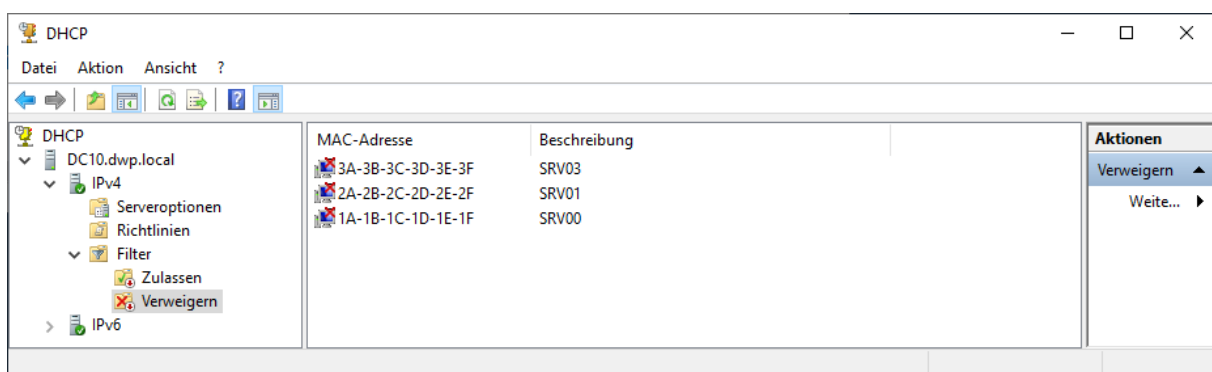 DHCP
Datei Aktion Ansicht ?
DHCP
DC10.dwp.local
IPv4
Serveroptionen
Richtlinien
Filter
Zulassen
Verweigern
IPv6
MAC-Adresse Beschreibung
3A-3B-3C-3D-3E-3F SRV03
2A-2B-2C-2D-2E-2F SRV01
1A-1B-1C-1D-1E-1F SRV00
Aktionen
Verweigern
Weite...